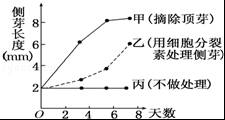 侧芽长度(mm)
8
6
4
2
O 2 4 6 8 天数
甲(摘除顶芽)
乙(用细胞分裂
素处理侧芽)
丙(不做处理)